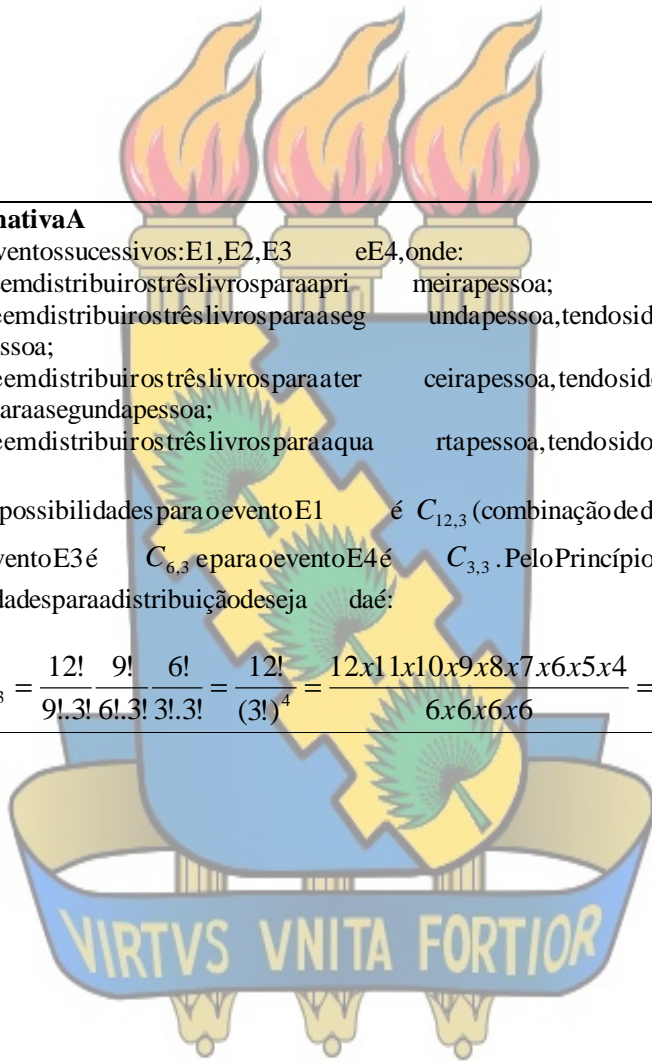 nativaA
ventossucessivos:E1,E2,E3 eE4,onde:
eemdistribuirostrêslivrosparaapri meirapessoa;
eemdistribuirostrêslivrosparaaseg undapessoa,tendosid
ssoa;
eemdistribuirostrêslivrosparaater ceirapessoa,tendosid
araasegundapessoa;
eemdistribuirostrêslivrosparaaqua rtapessoa,tendosido
possibilidadesparaoeventoE1 é C₁₂,₃ (combinaçãoded
ventoE3é C₆,₃ eparaoeventoE4é C₃,₃ .PeloPrincípio
dadesparaadistribuiçãodeseja daé:
₃ = 12!/(9!.3!) 9!/(6!.3!) 6!/(3!.3!) = 12!/(3!)⁴ = (12x11x10x9x8x7x6x5x4)/(6x6x6x6) =
VIRTVS VNITA FORTIOR